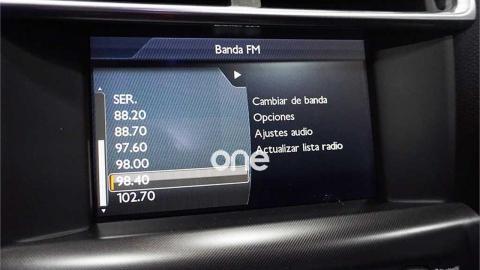 Banda FM
SER.
88.20
88.70
97.60
98.00
98.40
102.70
Cambiar de banda
Opciones
Ajustes audio
Actualizar lista radio
one